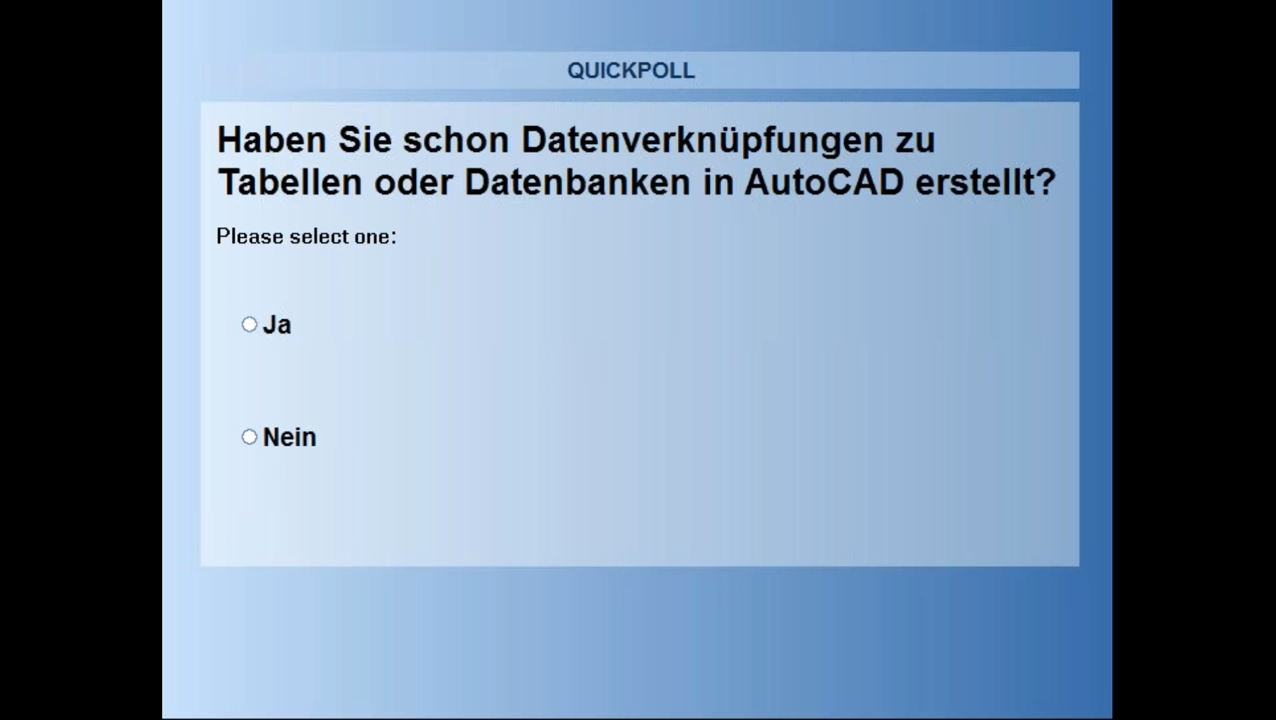 QUICKPOLL
Haben Sie schon Datenverknüpfungen zu
Tabellen oder Datenbanken in AutoCAD erstellt?
Please select one:
Ja
Nein